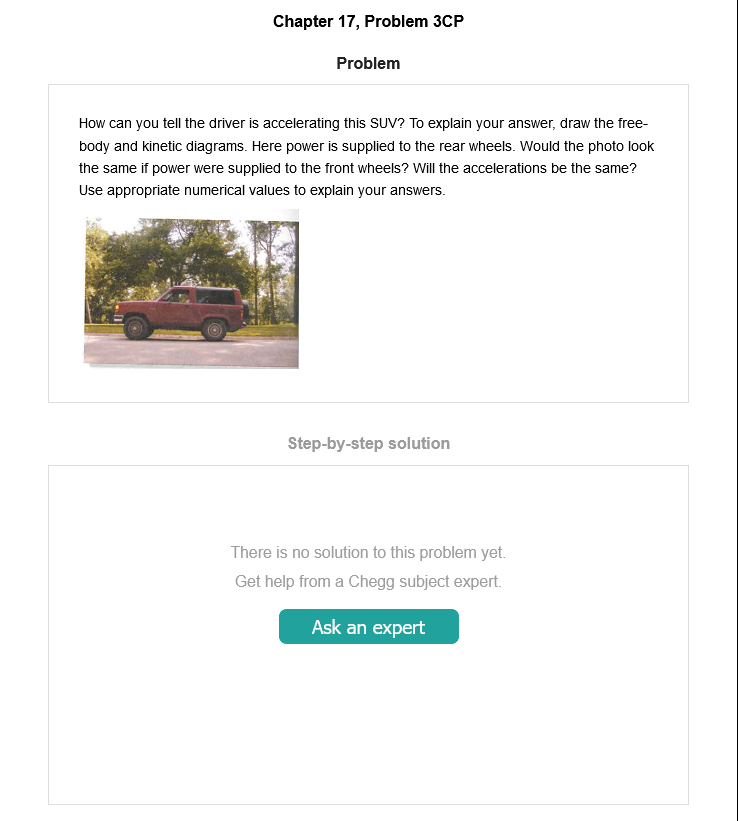 Chapter 17, Problem 3CP
Problem
How can you tell the driver is accelerating this SUV? To explain your answer, draw the free-
body and kinetic diagrams. Here power is supplied to the rear wheels. Would the photo look
the same if power were supplied to the front wheels? Will the accelerations be the same?
Use appropriate numerical values to explain your answers.
Step-by-step solution
There is no solution to this problem yet.
Get help from a Chegg subject expert.
Ask an expert